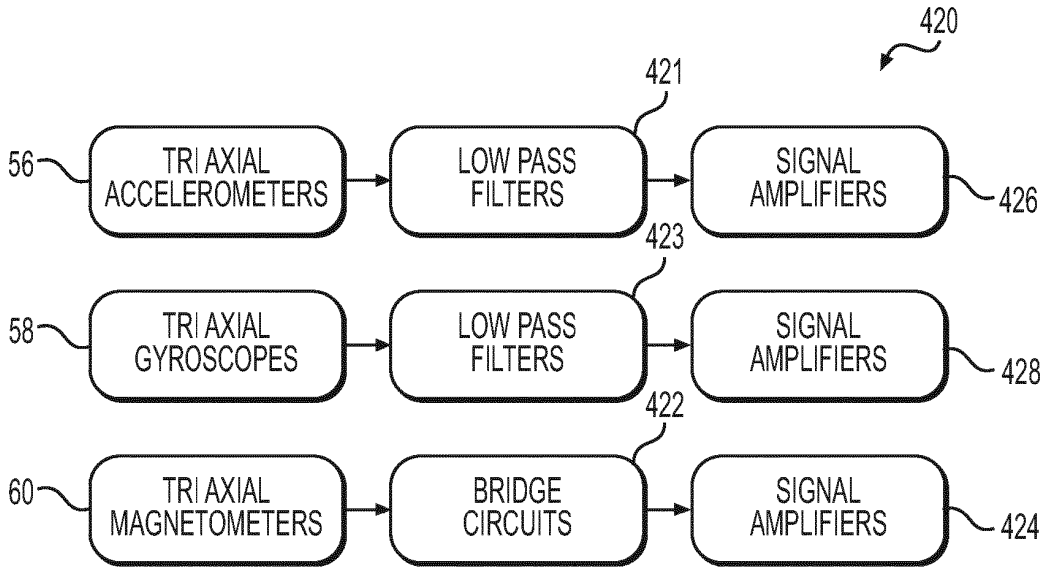 420
421
56
TRI AXIAL
ACCELEROMETERS
LOW PASS
FILTERS
SIGNAL
AMPLIFIERS
426
423
58
TRI AXIAL
GYROSCOPES
LOW PASS
FILTERS
SIGNAL
AMPLIFIERS
428
422
60
TRI AXIAL
MAGNETOMETERS
BRIDGE
CIRCUITS
SIGNAL
AMPLIFIERS
424